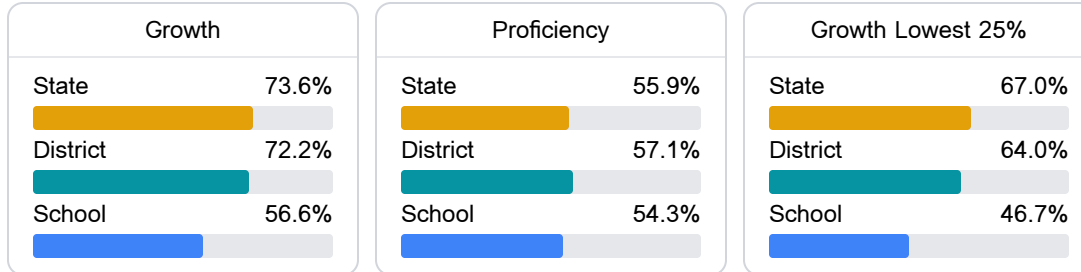 Growth
State 73.6%
District 72.2%
School 56.6%
Proficiency
State 55.9%
District 57.1%
School 54.3%
Growth Lowest 25%
State 67.0%
District 64.0%
School 46.7%